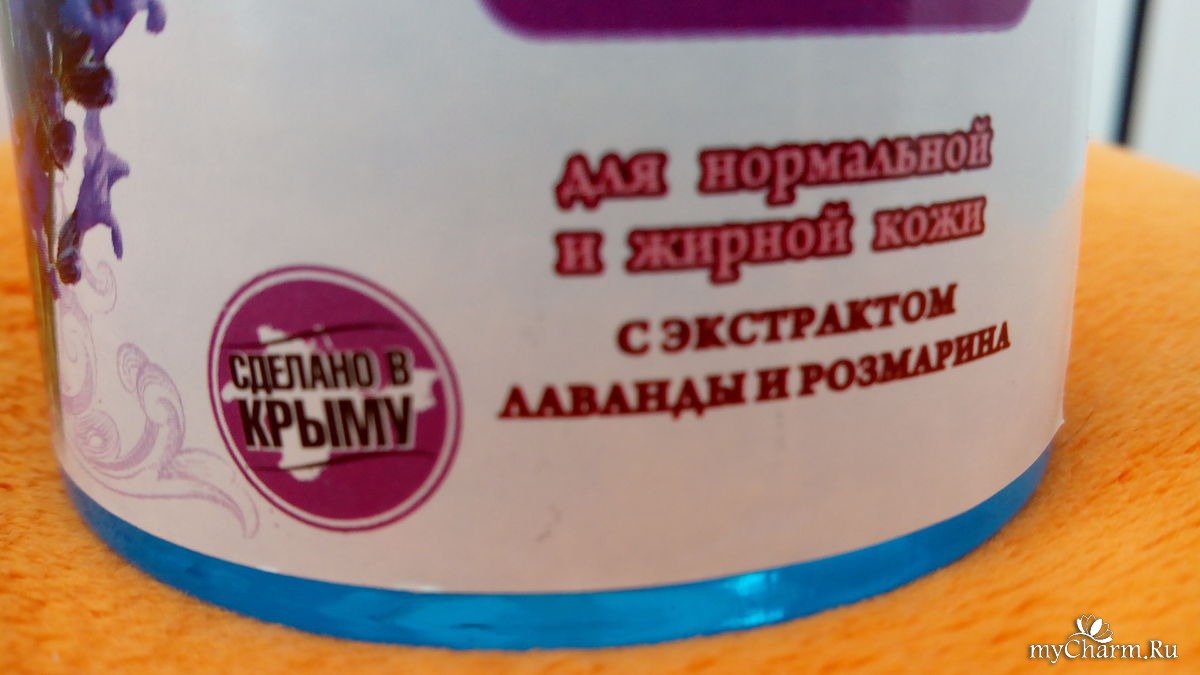 для нормальной
и жирной кожи
С ЭКСТРАКТОМ
ЛАВАНДЫ И РОЗМАРИНА
СДЕЛАНО В
КРЫМУ
myCharm.Ru